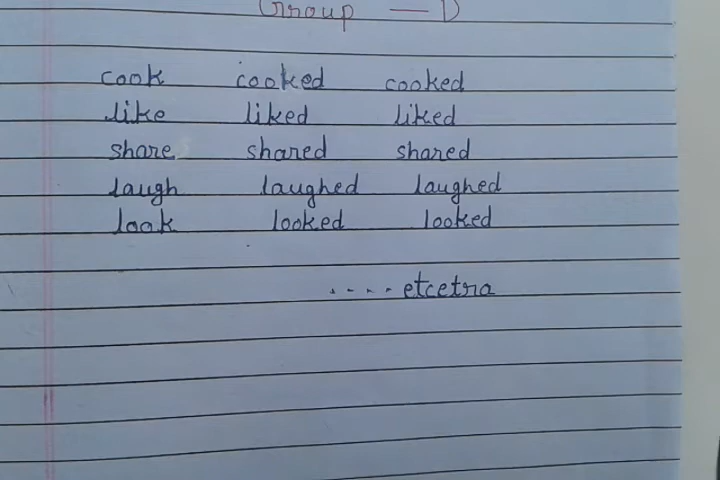 Group — D
cook cooked cooked
like liked liked
share shared shared
laugh laughed laughed
look looked looked
.... etcetra